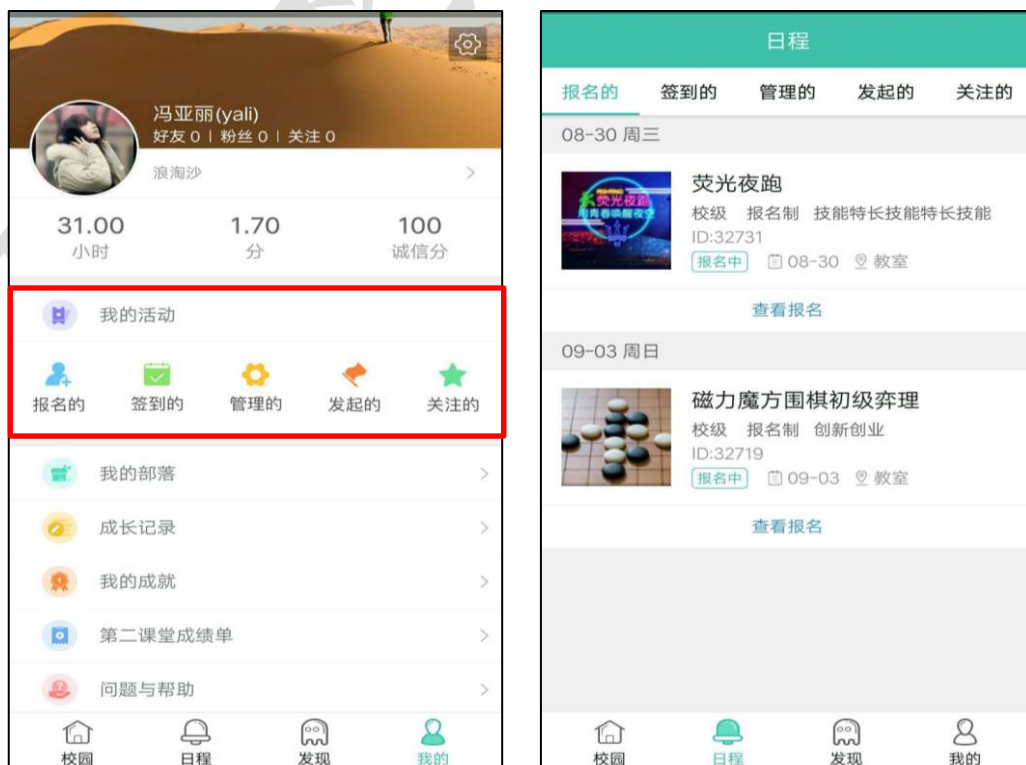 冯亚丽(yali)
好友 0 | 粉丝 0 | 关注 0
浪淘沙
31.00 1.70 100
小时 分 诚信分
我的活动
报名的 签到的 管理的 发起的 关注的
我的部落
成长记录
我的成就
第二课堂成绩单
问题与帮助
校园 日程 发现 我的
日程
报名的 签到的 管理的 发起的 关注的
08-30 周三
荧光夜跑
荧光夜跑
校级 报名制 技能特长技能特长技能
ID:32731
报名中 08-30 教室
查看报名
09-03 周日
磁力魔方围棋初级弈理
校级 报名制 创新创业
ID:32719
报名中 09-03 教室
查看报名
校园 日程 发现 我的